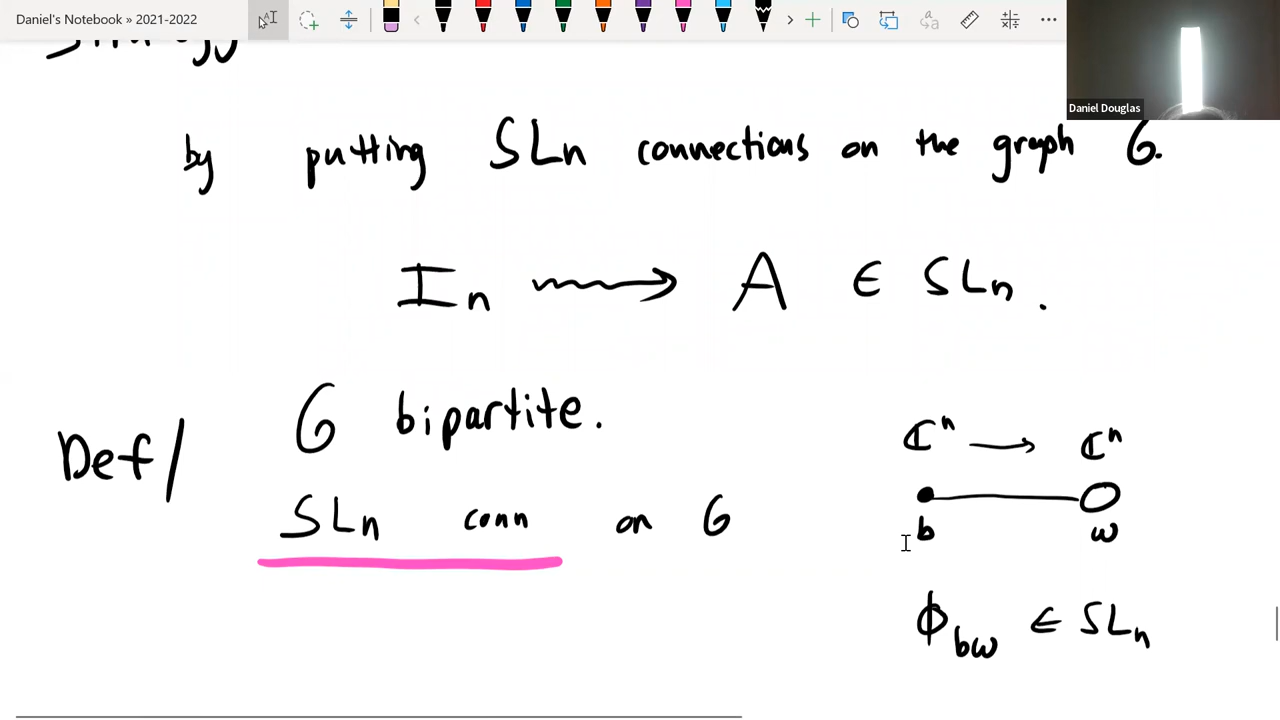 Daniel's Notebook » 2021-2022
Daniel Douglas
by putting SLn connections on the graph G.
In ⟿ A ∈ SLn.
Def/ G bipartite.
ℂⁿ → ℂⁿ
SLn conn on G
b w
ϕbw ∈ SLn